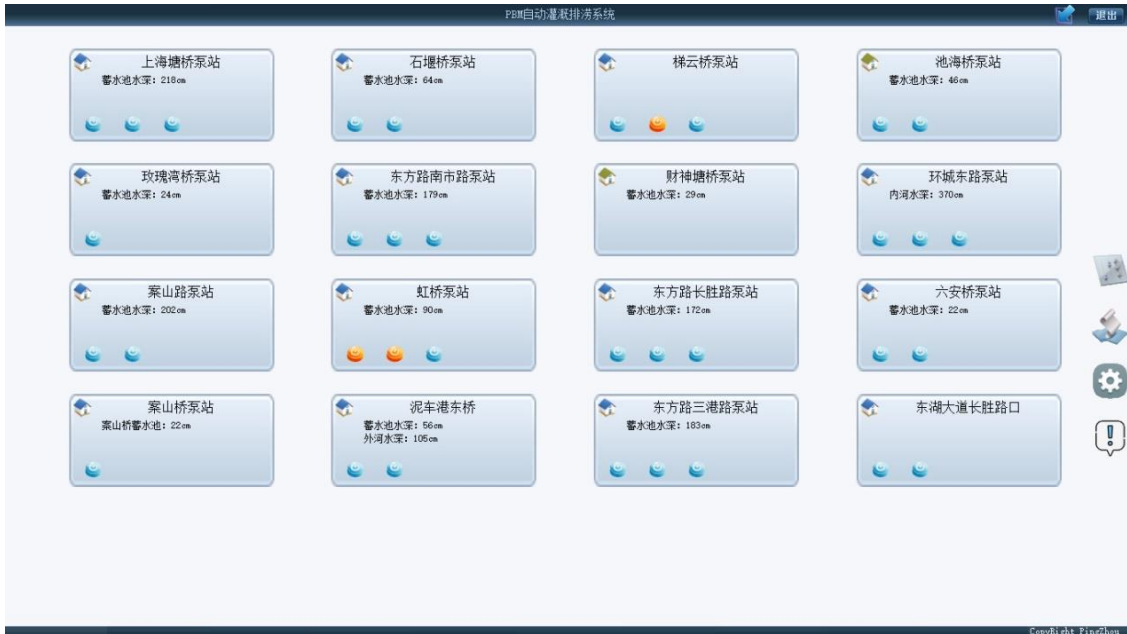 PBM自动灌溉排涝系统
退出
上海塘桥泵站
蓄水池水深: 218cm
石堰桥泵站
蓄水池水深: 64cm
梯云桥泵站
池海桥泵站
蓄水池水深: 46cm
玫瑰湾桥泵站
蓄水池水深: 24cm
东方路南市路泵站
蓄水池水深: 179cm
财神塘桥泵站
蓄水池水深: 29cm
环城东路泵站
内河水深: 370cm
案山路泵站
蓄水池水深: 202cm
虹桥泵站
蓄水池水深: 90cm
东方路长胜路泵站
蓄水池水深: 172cm
六安桥泵站
蓄水池水深: 22cm
案山桥泵站
案山桥蓄水池: 22cm
泥车港东桥
蓄水池水深: 56cm
外河水深: 105cm
东方路三港路泵站
蓄水池水深: 183cm
东湖大道长胜路口
CopyRight PingZhou